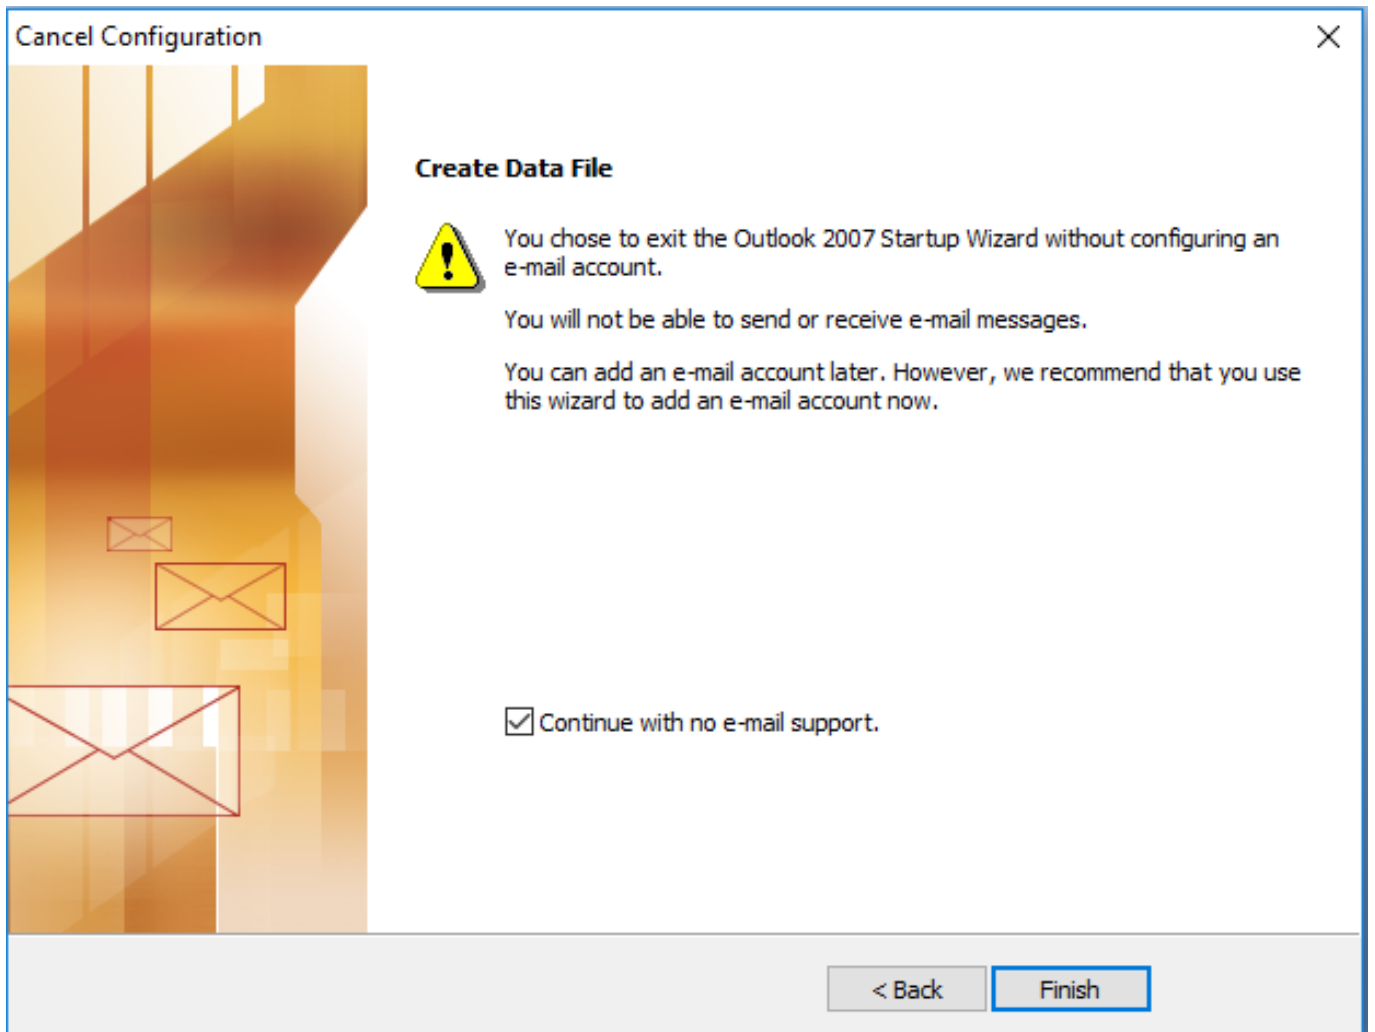 Cancel Configuration
Create Data File
You chose to exit the Outlook 2007 Startup Wizard without configuring an
e-mail account.
You will not be able to send or receive e-mail messages.
You can add an e-mail account later. However, we recommend that you use
this wizard to add an e-mail account now.
Continue with no e-mail support.
< Back
Finish